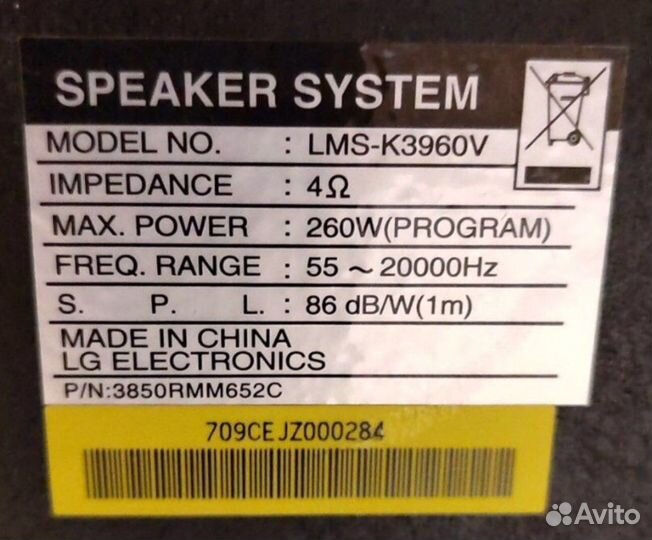 SPEAKER SYSTEM
MODEL NO. : LMS-K3960V
IMPEDANCE : 4Ω
MAX. POWER : 260W(PROGRAM)
FREQ. RANGE : 55 ~ 20000Hz
S. P. L. : 86 dB/W(1m)
MADE IN CHINA
LG ELECTRONICS
P/N:3850RMM652C
709CEJZ000284
Avito